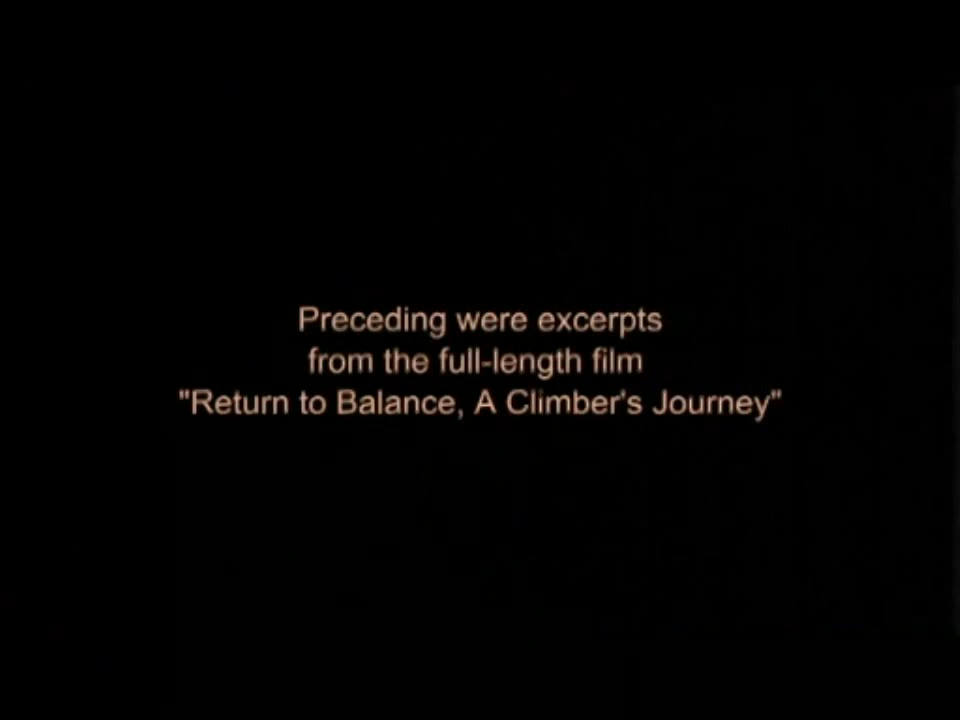 Preceding were excerpts
from the full-length film
"Return to Balance, A Climber's Journey"